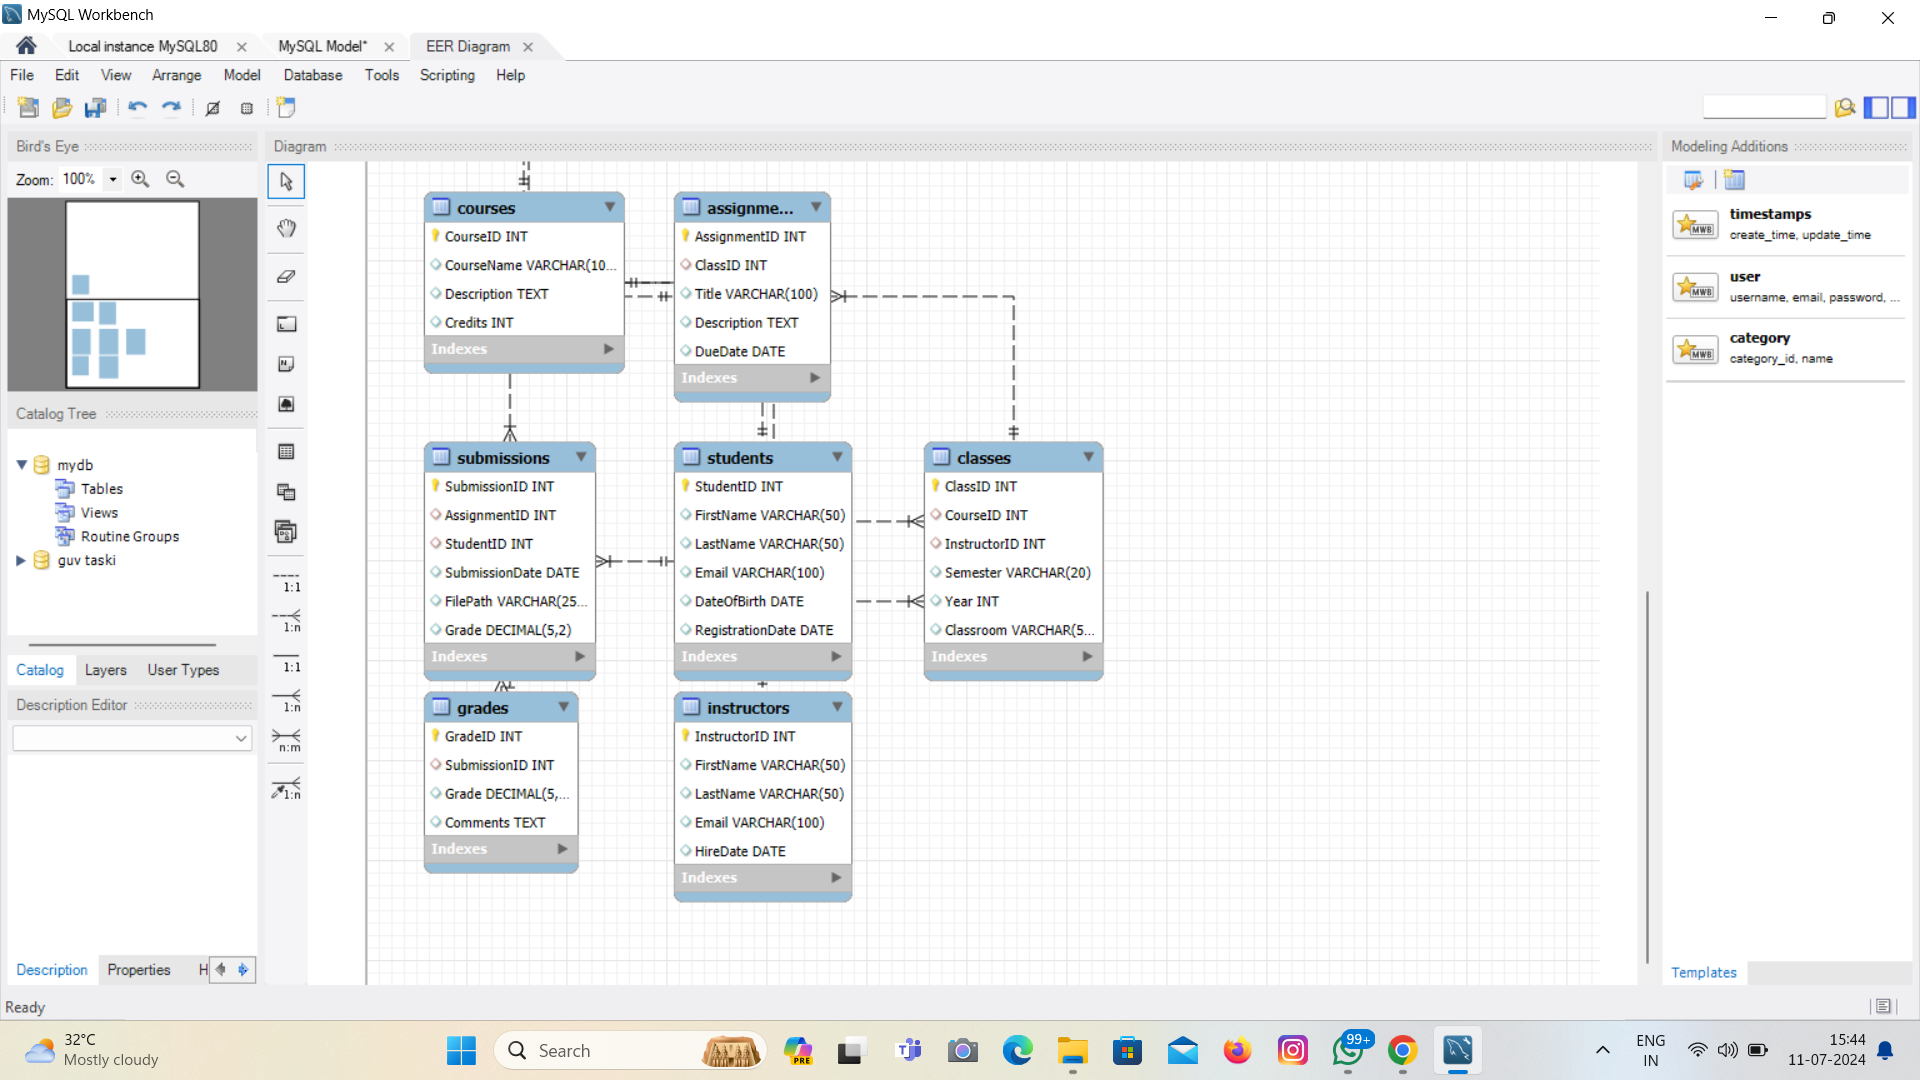 MySQL Workbench
Local instance MySQL80
MySQL Model*
EER Diagram
File Edit View Arrange Model Database Tools Scripting Help
Bird's Eye
Zoom: 100%
Catalog Tree
mydb
Tables
Views
Routine Groups
guv taski
Catalog Layers User Types
Description Editor
Description Properties H
Ready
Diagram
1:1
1:n
1:1
1:n
n:m
1:n
courses
CourseID INT
CourseName VARCHAR(10...
Description TEXT
Credits INT
Indexes
assignme...
AssignmentID INT
ClassID INT
Title VARCHAR(100)
Description TEXT
DueDate DATE
Indexes
submissions
SubmissionID INT
AssignmentID INT
StudentID INT
SubmissionDate DATE
FilePath VARCHAR(25...
Grade DECIMAL(5,2)
Indexes
students
StudentID INT
FirstName VARCHAR(50)
LastName VARCHAR(50)
Email VARCHAR(100)
DateOfBirth DATE
RegistrationDate DATE
Indexes
classes
ClassID INT
CourseID INT
InstructorID INT
Semester VARCHAR(20)
Year INT
Classroom VARCHAR(5...
Indexes
grades
GradeID INT
SubmissionID INT
Grade DECIMAL(5,...
Comments TEXT
Indexes
instructors
InstructorID INT
FirstName VARCHAR(50)
LastName VARCHAR(50)
Email VARCHAR(100)
HireDate DATE
Indexes
Modeling Additions
MWB
timestamps
create_time, update_time
MWB
user
username, email, password, ...
MWB
category
category_id, name
Templates
32°C
Mostly cloudy
Search
PRE
99+
ENG
IN
15:44
11-07-2024